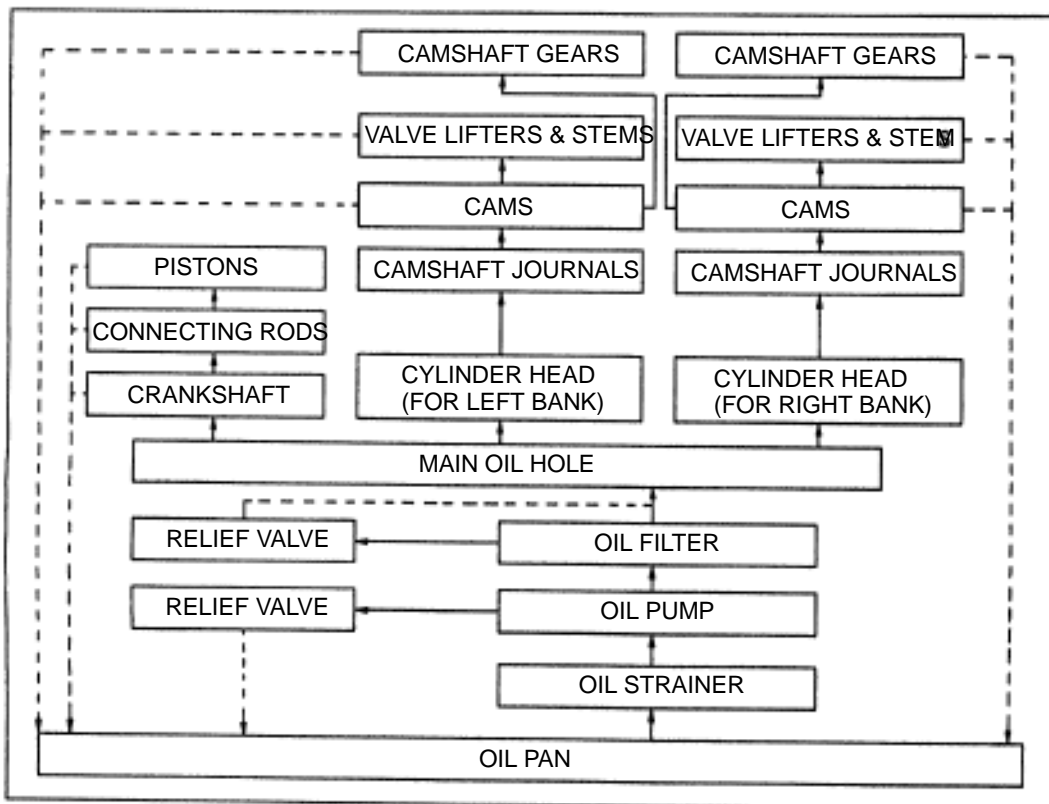 CAMSHAFT GEARS
CAMSHAFT GEARS
VALVE LIFTERS & STEMS
VALVE LIFTERS & STEMS
CAMS
CAMS
PISTONS
CAMSHAFT JOURNALS
CAMSHAFT JOURNALS
CONNECTING RODS
CRANKSHAFT
CYLINDER HEAD
(FOR LEFT BANK)
CYLINDER HEAD
(FOR RIGHT BANK)
MAIN OIL HOLE
RELIEF VALVE
OIL FILTER
RELIEF VALVE
OIL PUMP
OIL STRAINER
OIL PAN